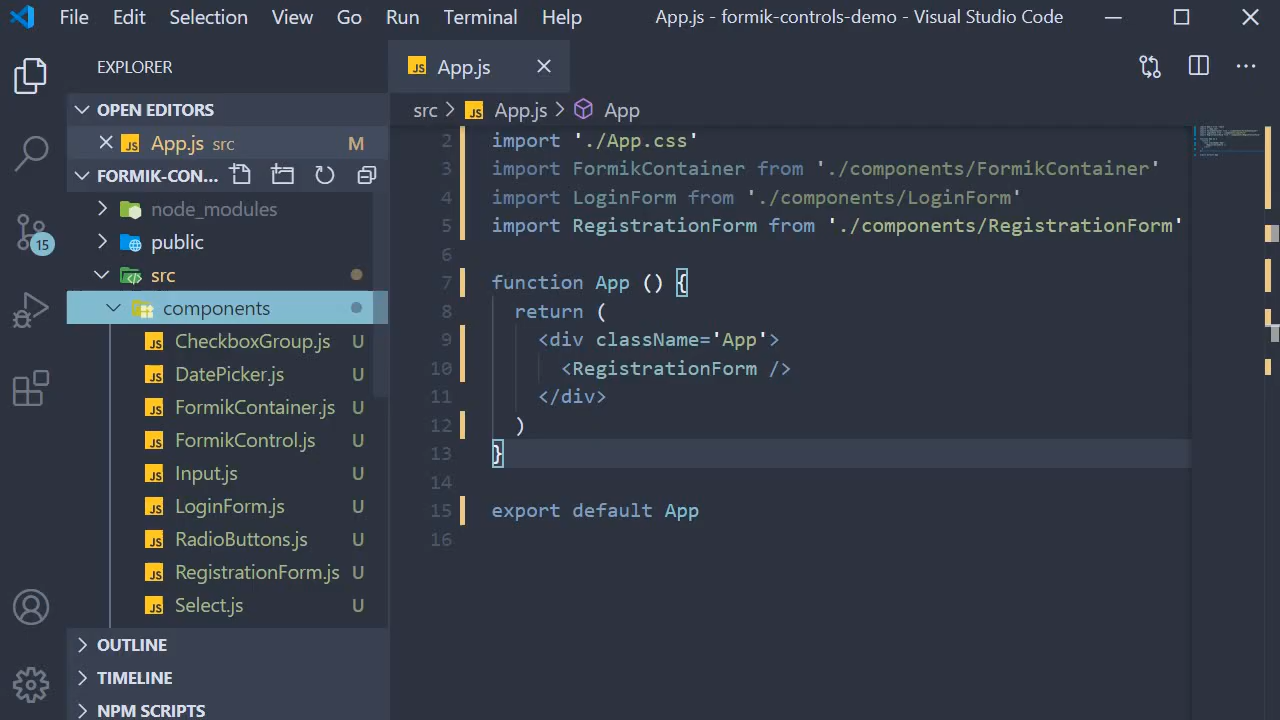 File Edit Selection View Go Run Terminal Help App.js - formik-controls-demo - Visual Studio Code
EXPLORER
OPEN EDITORS
App.js src M
FORMIK-CON...
node_modules
public
src
components
CheckboxGroup.js U
DatePicker.js U
FormikContainer.js U
FormikControl.js U
Input.js U
LoginForm.js U
RadioButtons.js U
RegistrationForm.js U
Select.js U
OUTLINE
TIMELINE
NPM SCRIPTS
15
JS App.js
src > JS App.js > App
2 import './App.css'
3 import FormikContainer from './components/FormikContainer'
4 import LoginForm from './components/LoginForm'
5 import RegistrationForm from './components/RegistrationForm'
6
7 function App () {
8 return (
9 <div className='App'>
10 <RegistrationForm />
11 </div>
12 )
13 }
14
15 export default App
16